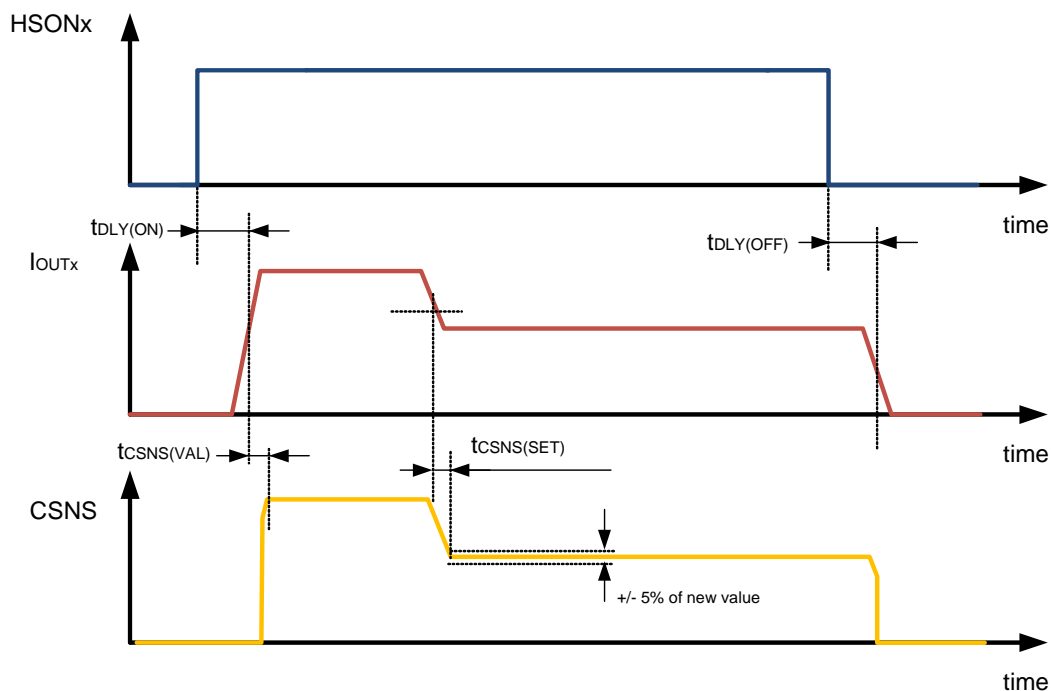 HSONx
time
tDLY(ON)
tDLY(OFF)
IOUTx
time
tCSNS(VAL)
tCSNS(SET)
CSNS
+/- 5% of new value
time